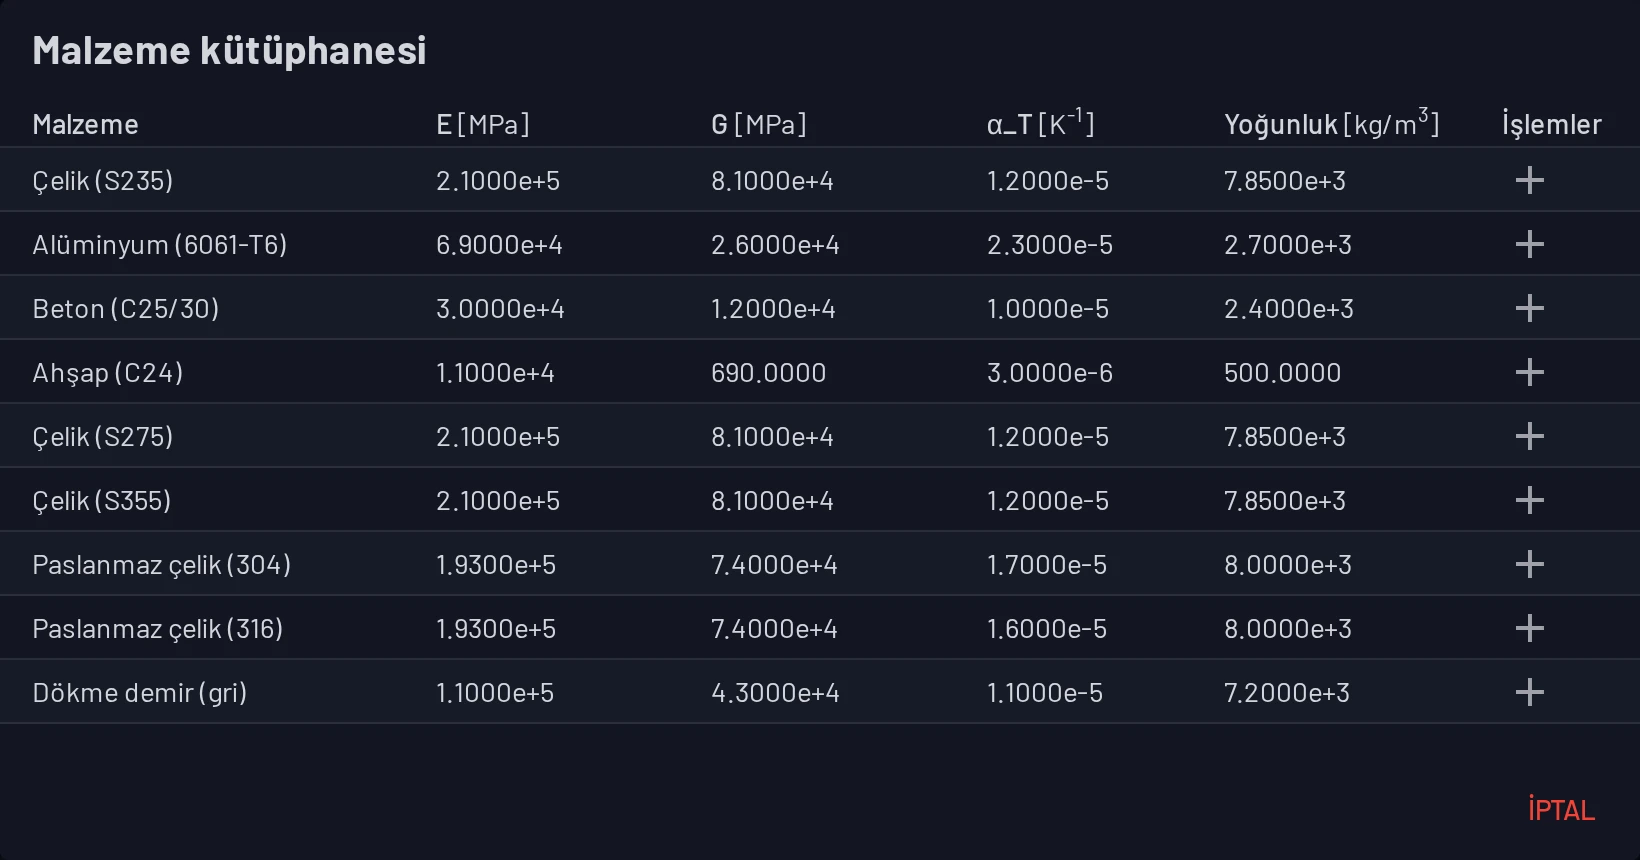 Malzeme kütüphanesi
Malzeme E [MPa] G [MPa] α_T [K⁻¹] Yoğunluk [kg/m³] İşlemler
Çelik (S235) 2.1000e+5 8.1000e+4 1.2000e-5 7.8500e+3
Alüminyum (6061-T6) 6.9000e+4 2.6000e+4 2.3000e-5 2.7000e+3
Beton (C25/30) 3.0000e+4 1.2000e+4 1.0000e-5 2.4000e+3
Ahşap (C24) 1.1000e+4 690.0000 3.0000e-6 500.0000
Çelik (S275) 2.1000e+5 8.1000e+4 1.2000e-5 7.8500e+3
Çelik (S355) 2.1000e+5 8.1000e+4 1.2000e-5 7.8500e+3
Paslanmaz çelik (304) 1.9300e+5 7.4000e+4 1.7000e-5 8.0000e+3
Paslanmaz çelik (316) 1.9300e+5 7.4000e+4 1.6000e-5 8.0000e+3
Dökme demir (gri) 1.1000e+5 4.3000e+4 1.1000e-5 7.2000e+3
İPTAL